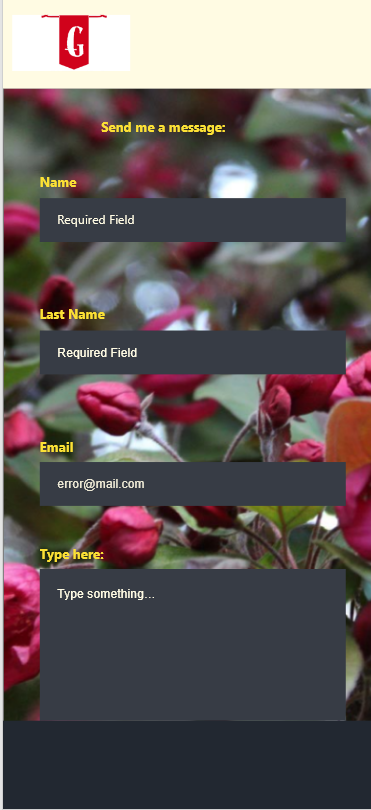 G
Send me a message:
Name
Required Field
Last Name
Required Field
Email
error@mail.com
Type here:
Type something...